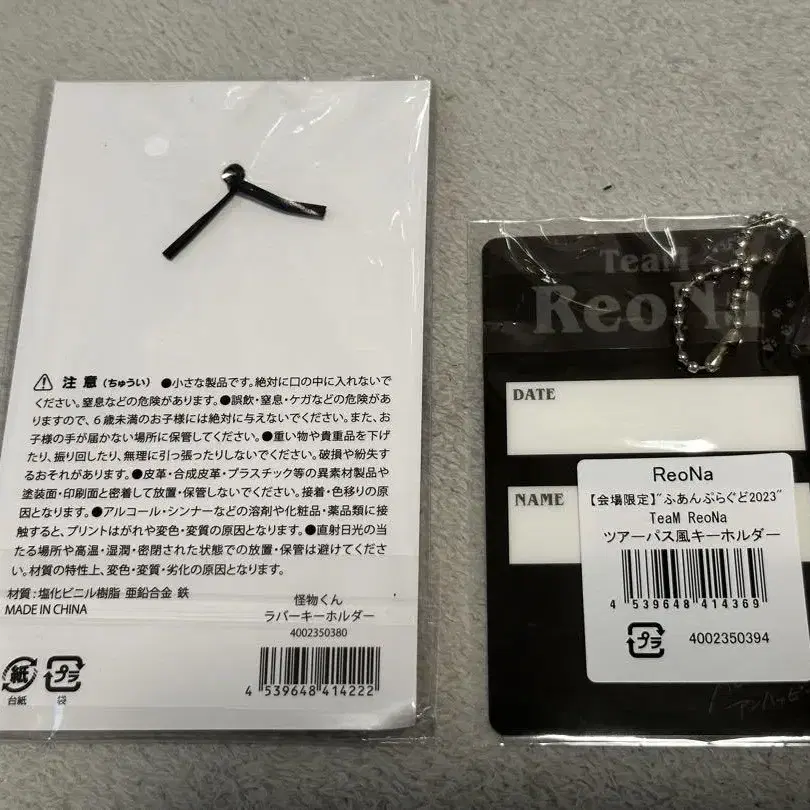 ⚠ 注意(ちゅうい) ●小さな製品です。絶対に口の中に入れないで
ください。窒息などの危険があります。●誤飲・窒息・ケガなどの危険があ
りますので、6歳未満のお子様には絶対に与えないでください。また、お
子様の手が届かない場所に保管してください。●重い物や貴重品を下げ
たり、振り回したり、無理に引っ張ったりしないでください。破損や紛失す
るおそれがあります。●皮革・合成皮革・プラスチック等の異素材製品や
塗装面・印刷面と密着して放置・保管しないでください。接着・色移りの原
因となります。●アルコール・シンナーなどの溶剤や化粧品・薬品類に接
触すると、プリントはがれや変色・変質の原因となります。●直射日光の当
たる場所や高温・湿潤・密閉された状態での放置・保管は避けてくださ
い。材質の特性上、変色・変質・劣化の原因となります。
材質:塩化ビニル樹脂 亜鉛合金 鉄
MADE IN CHINA
怪物くん
ラバーキーホルダー
4002350380
4 539648 414222
紙
台紙
プラ
袋
TeaM
ReoNa
DATE
NAME
ReoNa
【会場限定】"ふあんぷらぐど2023"
TeaM ReoNa
ツアーパス風キーホルダー
4 539648 414369
プラ
4002350394